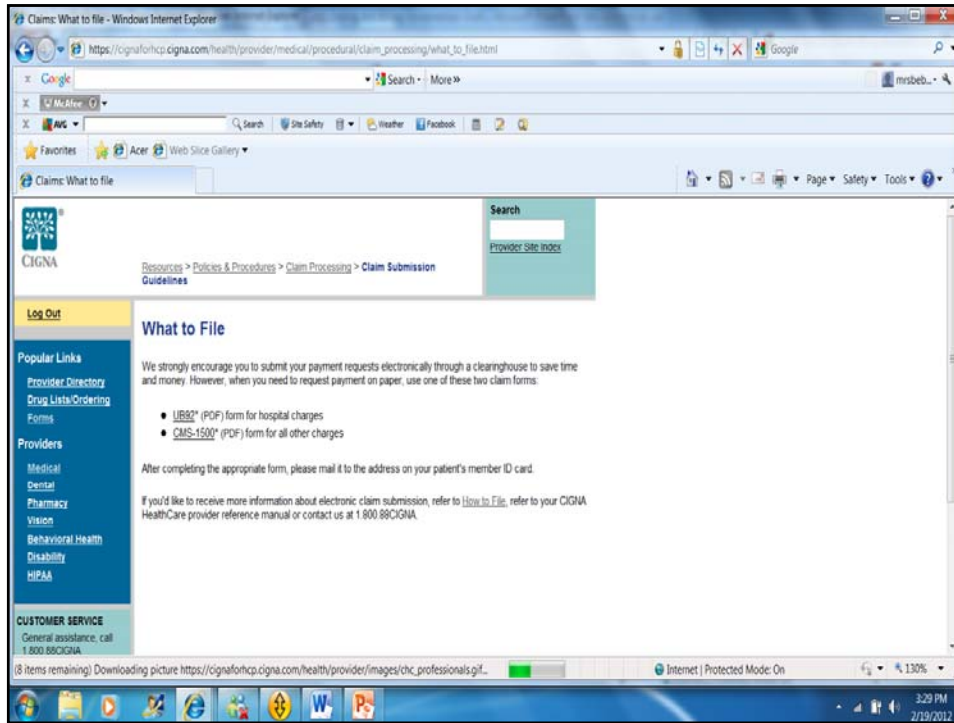 Claims: What to file - Windows Internet Explorer
https://cignaforhcp.cigna.com/health/provider/medical/procedural/claim_processing/what_to_file.html
Google
x Google
Search
More »
mrsbeb...
X McAfee
X AVG
Search
Site Safety
Weather
Facebook
Favorites
Acer
Web Slice Gallery
Claims: What to file
Page
Safety
Tools
CIGNA
Resources > Policies & Procedures > Claim Processing > Claim Submission
Guidelines
Search
Provider Site Index
Log Out
Popular Links
Provider Directory
Drug Lists/Ordering
Forms
Providers
Medical
Dental
Pharmacy
Vision
Behavioral Health
Disability
HIPAA
CUSTOMER SERVICE
General assistance, call
1 800 88CIGNA
What to File
We strongly encourage you to submit your payment requests electronically through a clearinghouse to save time
and money. However, when you need to request payment on paper, use one of these two claim forms:
• UB92* (PDF) form for hospital charges
• CMS-1500* (PDF) form for all other charges
After completing the appropriate form, please mail it to the address on your patient's member ID card.
If you'd like to receive more information about electronic claim submission, refer to How to File, refer to your CIGNA
HealthCare provider reference manual or contact us at 1.800.88CIGNA.
(8 items remaining) Downloading picture https://cignaforhcp.cigna.com/health/provider/images/chc_professionals.gif...
Internet | Protected Mode: On
130%
3:29 PM
2/19/2012